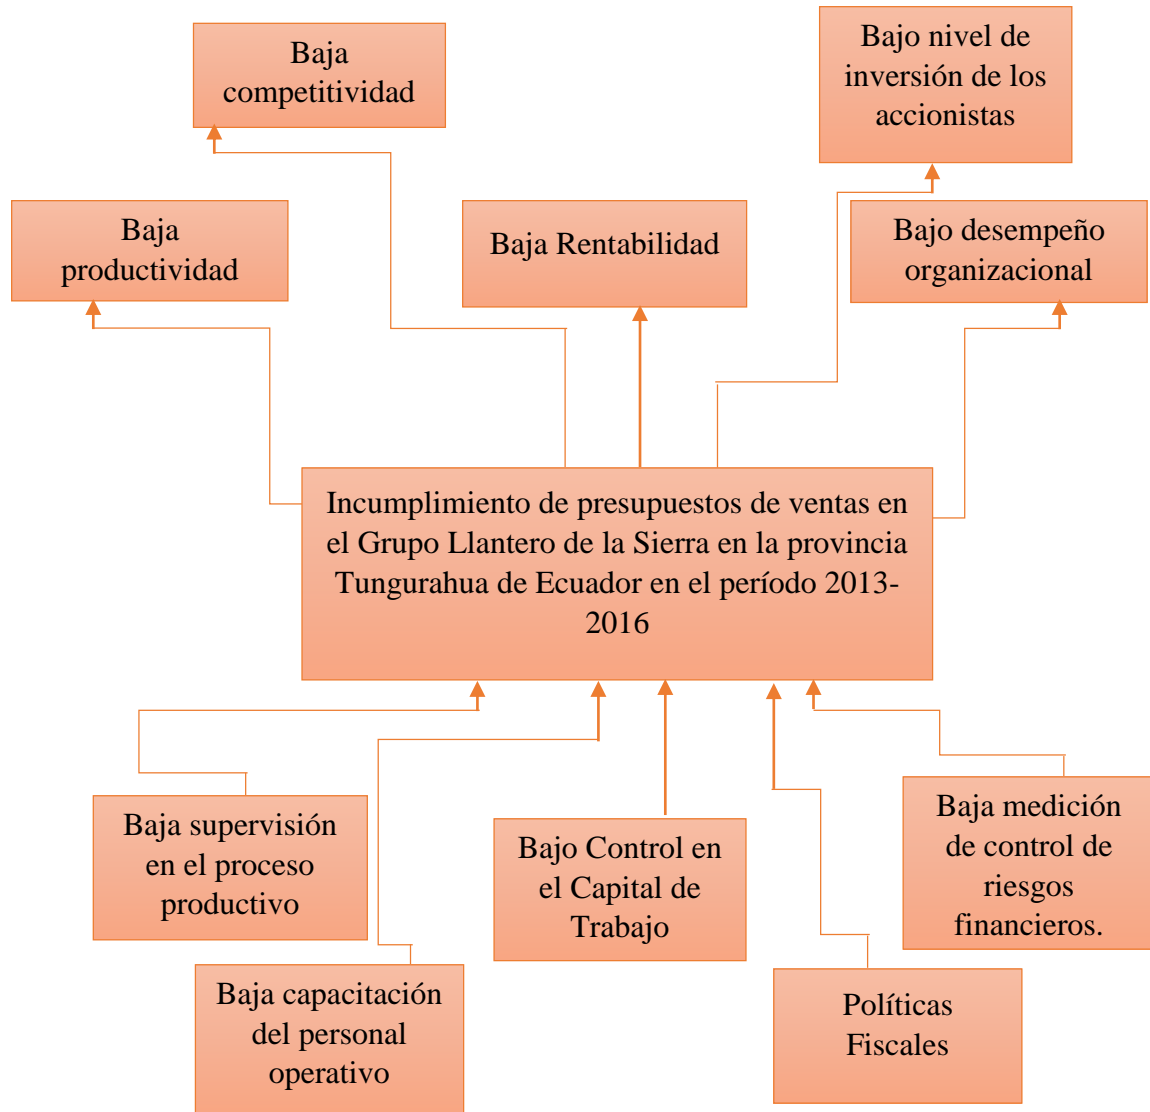 Baja
competitividad
Bajo nivel de
inversión de los
accionistas
Baja
productividad
Baja Rentabilidad
Bajo desempeño
organizacional
Incumplimiento de presupuestos de ventas en
el Grupo Llantero de la Sierra en la provincia
Tungurahua de Ecuador en el período 2013-
2016
Baja supervisión
en el proceso
productivo
Bajo Control en
el Capital de
Trabajo
Baja medición
de control de
riesgos
financieros.
Baja capacitación
del personal
operativo
Políticas
Fiscales